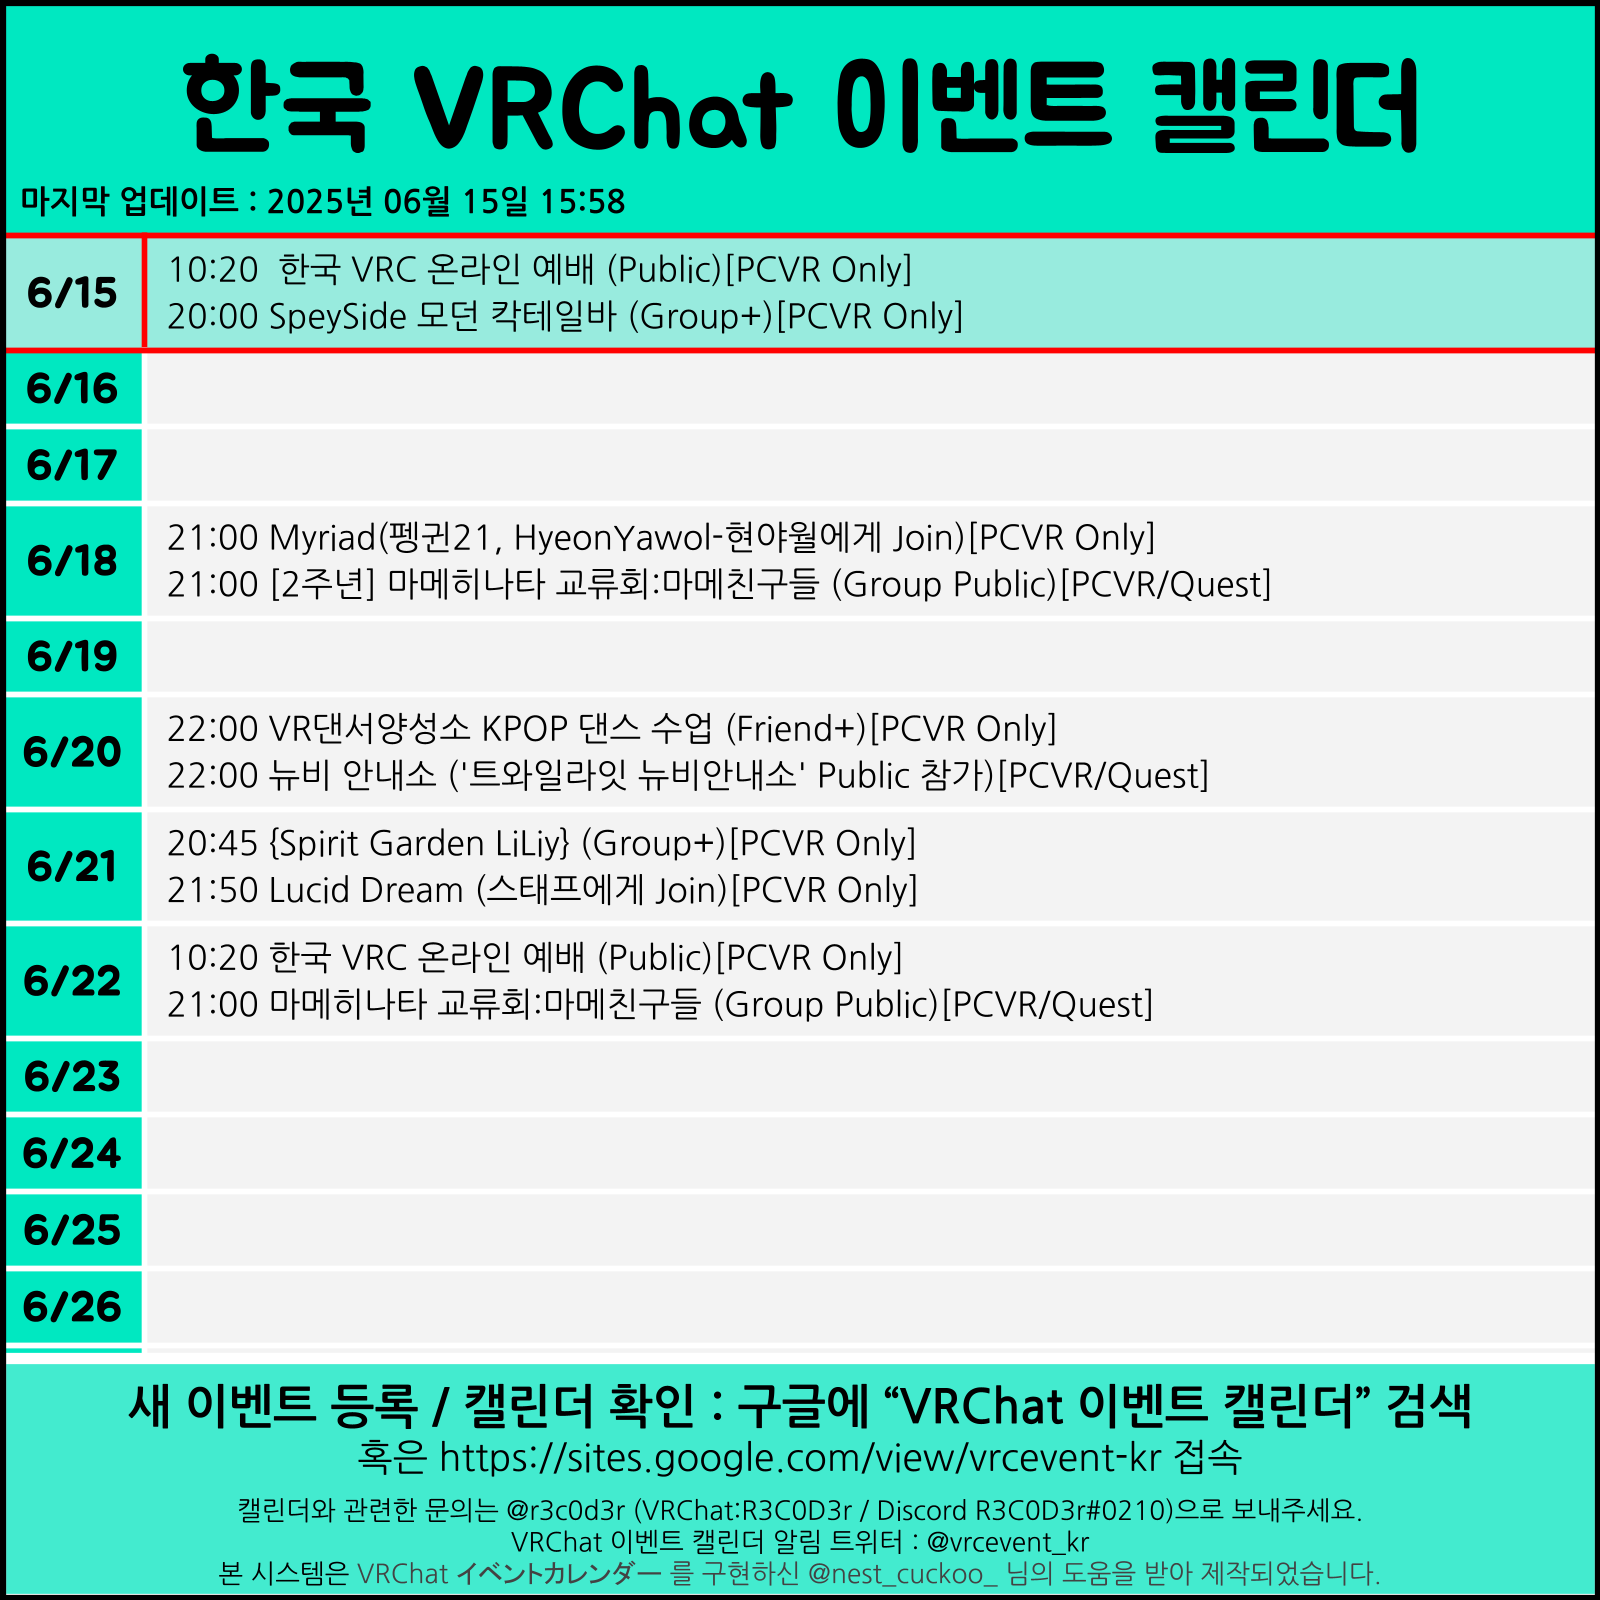 한국 VRChat 이벤트 캘린더
마지막 업데이트 : 2025년 06월 15일 15:58
6/15
10:20  한국 VRC 온라인 예배 (Public)[PCVR Only]
20:00 SpeySide 모던 칵테일바 (Group+)[PCVR Only]
6/16
6/17
6/18
21:00 Myriad(펭귄21, HyeonYawol-현야월에게 Join)[PCVR Only]
21:00 [2주년] 마메히나타 교류회:마메친구들 (Group Public)[PCVR/Quest]
6/19
6/20
22:00 VR댄서양성소 KPOP 댄스 수업 (Friend+)[PCVR Only]
22:00 뉴비 안내소 ('트와일라잇 뉴비안내소' Public 참가)[PCVR/Quest]
6/21
20:45 {Spirit Garden LiLiy} (Group+)[PCVR Only]
21:50 Lucid Dream (스태프에게 Join)[PCVR Only]
6/22
10:20 한국 VRC 온라인 예배 (Public)[PCVR Only]
21:00 마메히나타 교류회:마메친구들 (Group Public)[PCVR/Quest]
6/23
6/24
6/25
6/26
새 이벤트 등록 / 캘린더 확인 : 구글에 “VRChat 이벤트 캘린더” 검색
혹은 https://sites.google.com/view/vrcevent-kr 접속
캘린더와 관련한 문의는 @r3c0d3r (VRChat:R3C0D3r / Discord R3C0D3r#0210)으로 보내주세요.
VRChat 이벤트 캘린더 알림 트위터 : @vrcevent_kr
본 시스템은 VRChat イベントカレンダー 를 구현하신 @nest_cuckoo_ 님의 도움을 받아 제작되었습니다.